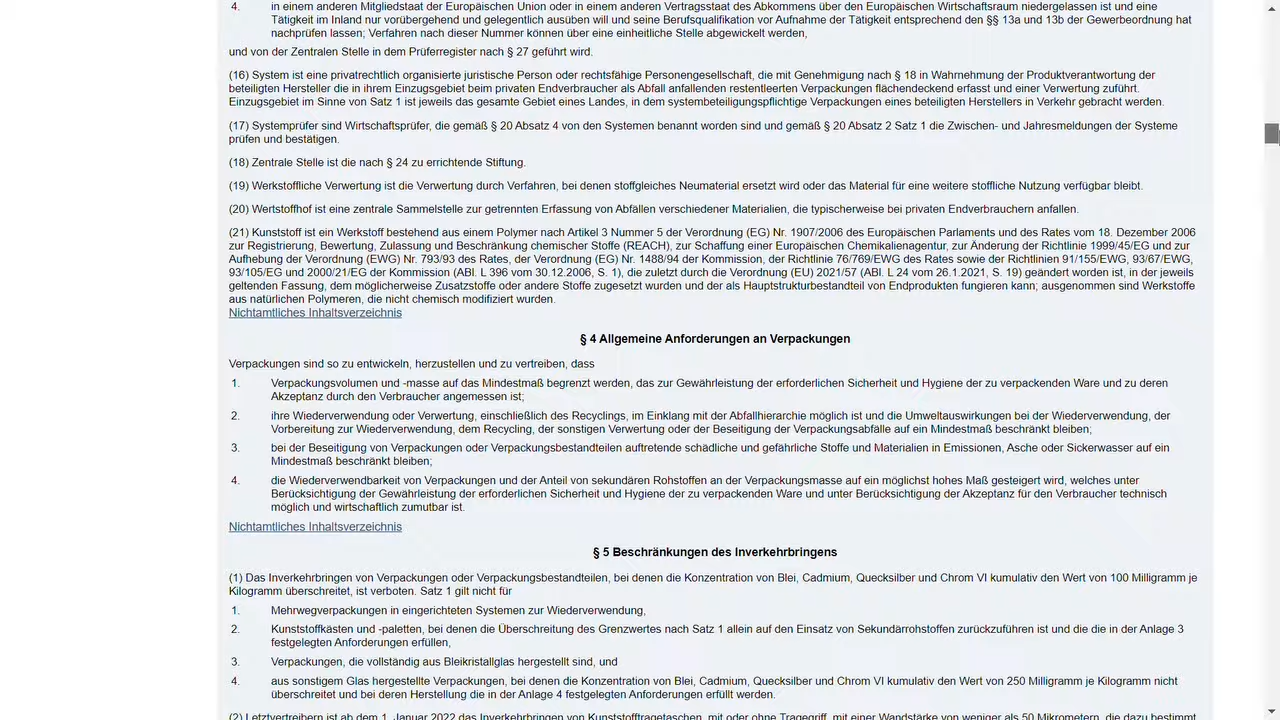 4. in einem anderen Mitgliedstaat der Europäischen Union oder in einem anderen Vertragsstaat des Abkommens über den Europäischen Wirtschaftsraum niedergelassen ist und eine
Tätigkeit im Inland nur vorübergehend und gelegentlich ausüben will und seine Berufsqualifikation vor Aufnahme der Tätigkeit entsprechend den §§ 13a und 13b der Gewerbeordnung hat
nachprüfen lassen; Verfahren nach dieser Nummer können über eine einheitliche Stelle abgewickelt werden,
und von der Zentralen Stelle in dem Prüferregister nach § 27 geführt wird.
(16) System ist eine privatrechtlich organisierte juristische Person oder rechtsfähige Personengesellschaft, die mit Genehmigung nach § 18 in Wahrnehmung der Produktverantwortung der
beteiligten Hersteller die in ihrem Einzugsgebiet beim privaten Endverbraucher als Abfall anfallenden restentleerten Verpackungen flächendeckend erfasst und einer Verwertung zuführt.
Einzugsgebiet im Sinne von Satz 1 ist jeweils das gesamte Gebiet eines Landes, in dem systembeteiligungspflichtige Verpackungen eines beteiligten Herstellers in Verkehr gebracht werden.
(17) Systemprüfer sind Wirtschaftsprüfer, die gemäß § 20 Absatz 4 von den Systemen benannt worden sind und gemäß § 20 Absatz 2 Satz 1 die Zwischen- und Jahresmeldungen der Systeme
prüfen und bestätigen.
(18) Zentrale Stelle ist die nach § 24 zu errichtende Stiftung.
(19) Werkstoffliche Verwertung ist die Verwertung durch Verfahren, bei denen stoffgleiches Neumaterial ersetzt wird oder das Material für eine weitere stoffliche Nutzung verfügbar bleibt.
(20) Wertstoffhof ist eine zentrale Sammelstelle zur getrennten Erfassung von Abfällen verschiedener Materialien, die typischerweise bei privaten Endverbrauchern anfallen.
(21) Kunststoff ist ein Werkstoff bestehend aus einem Polymer nach Artikel 3 Nummer 5 der Verordnung (EG) Nr. 1907/2006 des Europäischen Parlaments und des Rates vom 18. Dezember 2006
zur Registrierung, Bewertung, Zulassung und Beschränkung chemischer Stoffe (REACH), zur Schaffung einer Europäischen Chemikalienagentur, zur Änderung der Richtlinie 1999/45/EG und zur
Aufhebung der Verordnung (EWG) Nr. 793/93 des Rates, der Verordnung (EG) Nr. 1488/94 der Kommission, der Richtlinie 76/769/EWG des Rates sowie der Richtlinien 91/155/EWG, 93/67/EWG,
93/105/EG und 2000/21/EG der Kommission (ABl. L 396 vom 30.12.2006, S. 1), die zuletzt durch die Verordnung (EU) 2021/57 (ABl. L 24 vom 26.1.2021, S. 19) geändert worden ist, in der jeweils
geltenden Fassung, dem möglicherweise Zusatzstoffe oder andere Stoffe zugesetzt wurden und der als Hauptstrukturbestandteil von Endprodukten fungieren kann; ausgenommen sind Werkstoffe
aus natürlichen Polymeren, die nicht chemisch modifiziert wurden.
Nichtamtliches Inhaltsverzeichnis
§ 4 Allgemeine Anforderungen an Verpackungen
Verpackungen sind so zu entwickeln, herzustellen und zu vertreiben, dass
1. Verpackungsvolumen und -masse auf das Mindestmaß begrenzt werden, das zur Gewährleistung der erforderlichen Sicherheit und Hygiene der zu verpackenden Ware und zu deren
Akzeptanz durch den Verbraucher angemessen ist;
2. ihre Wiederverwendung oder Verwertung, einschließlich des Recyclings, im Einklang mit der Abfallhierarchie möglich ist und die Umweltauswirkungen bei der Wiederverwendung, der
Vorbereitung zur Wiederverwendung, dem Recycling, der sonstigen Verwertung oder der Beseitigung der Verpackungsabfälle auf ein Mindestmaß beschränkt bleiben;
3. bei der Beseitigung von Verpackungen oder Verpackungsbestandteilen auftretende schädliche und gefährliche Stoffe und Materialien in Emissionen, Asche oder Sickerwasser auf ein
Mindestmaß beschränkt bleiben;
4. die Wiederverwendbarkeit von Verpackungen und der Anteil von sekundären Rohstoffen an der Verpackungsmasse auf ein möglichst hohes Maß gesteigert wird, welches unter
Berücksichtigung der Gewährleistung der erforderlichen Sicherheit und Hygiene der zu verpackenden Ware und unter Berücksichtigung der Akzeptanz für den Verbraucher technisch
möglich und wirtschaftlich zumutbar ist.
Nichtamtliches Inhaltsverzeichnis
§ 5 Beschränkungen des Inverkehrbringens
(1) Das Inverkehrbringen von Verpackungen oder Verpackungsbestandteilen, bei denen die Konzentration von Blei, Cadmium, Quecksilber und Chrom VI kumulativ den Wert von 100 Milligramm je
Kilogramm überschreitet, ist verboten. Satz 1 gilt nicht für
1. Mehrwegverpackungen in eingerichteten Systemen zur Wiederverwendung,
2. Kunststoffkästen und -paletten, bei denen die Überschreitung des Grenzwertes nach Satz 1 allein auf den Einsatz von Sekundärrohstoffen zurückzuführen ist und die die in der Anlage 3
festgelegten Anforderungen erfüllen,
3. Verpackungen, die vollständig aus Bleikristallglas hergestellt sind, und
4. aus sonstigem Glas hergestellte Verpackungen, bei denen die Konzentration von Blei, Cadmium, Quecksilber und Chrom VI kumulativ den Wert von 250 Milligramm je Kilogramm nicht
überschreitet und bei deren Herstellung die in der Anlage 4 festgelegten Anforderungen erfüllt werden.
(2) Letztvertreibern ist ab dem 1. Januar 2022 das Inverkehrbringen von Kunststofftragetaschen, mit oder ohne Tragegriff, mit einer Wandstärke von weniger als 50 Mikrometern, die dazu bestimmt